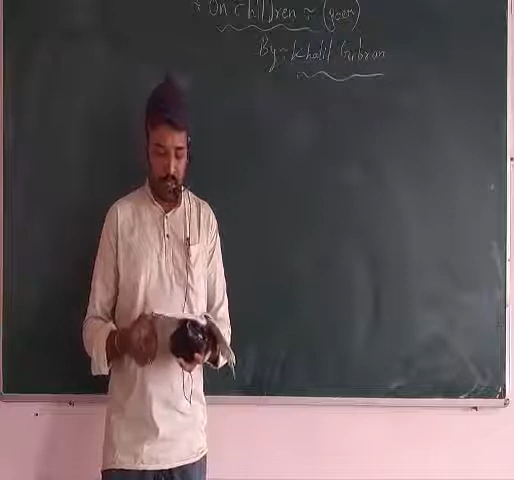 * On children :- (poem)
By:- Khalil Gibran